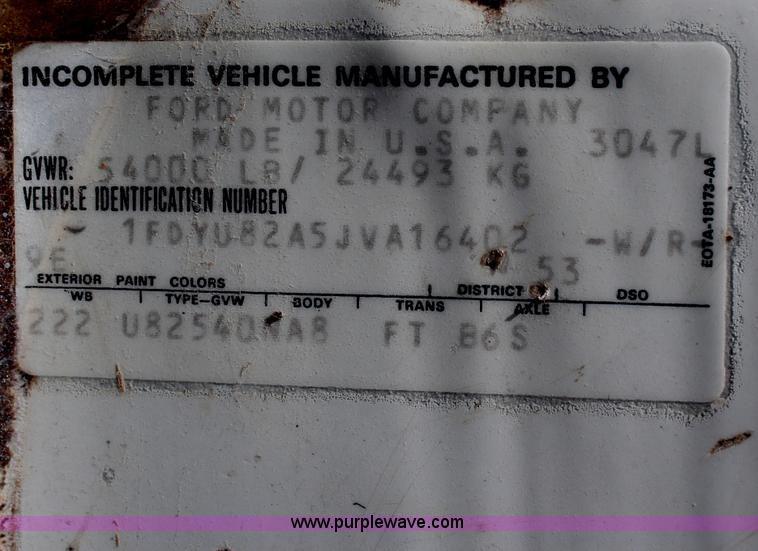 INCOMPLETE VEHICLE MANUFACTURED BY
FORD MOTOR COMPANY
MADE IN U.S.A. 3047L
GVWR: 54000 LB/ 24493 KG
VEHICLE IDENTIFICATION NUMBER
1FDYU82A5JVA16402 -W/R-
9E 53
EXTERIOR PAINT COLORS DISTRICT
WB TYPE-GVW BODY TRANS AXLE DSO
222 U8254 FT B6S
EOTA-18173-AA
www.purplewave.com